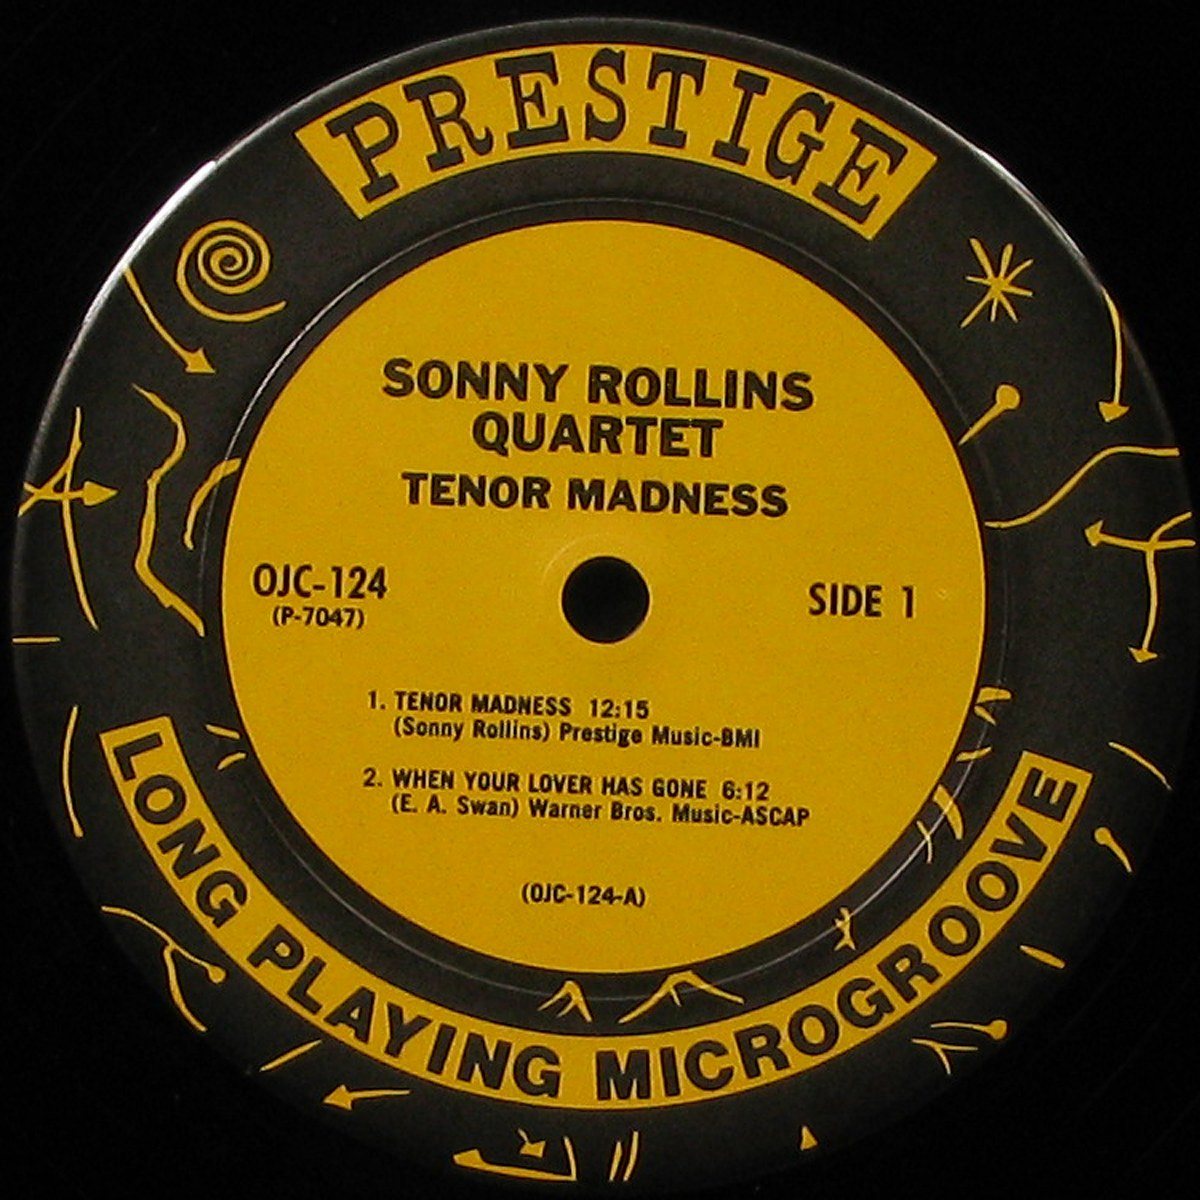 PRESTIGE
SONNY ROLLINS
QUARTET
TENOR MADNESS
OJC-124
(P-7047)
SIDE 1
1. TENOR MADNESS 12:15
(Sonny Rollins) Prestige Music-BMI
2. WHEN YOUR LOVER HAS GONE 6:12
(E. A. Swan) Warner Bros. Music-ASCAP
(OJC-124-A)
LONG PLAYING MICROGROOVE